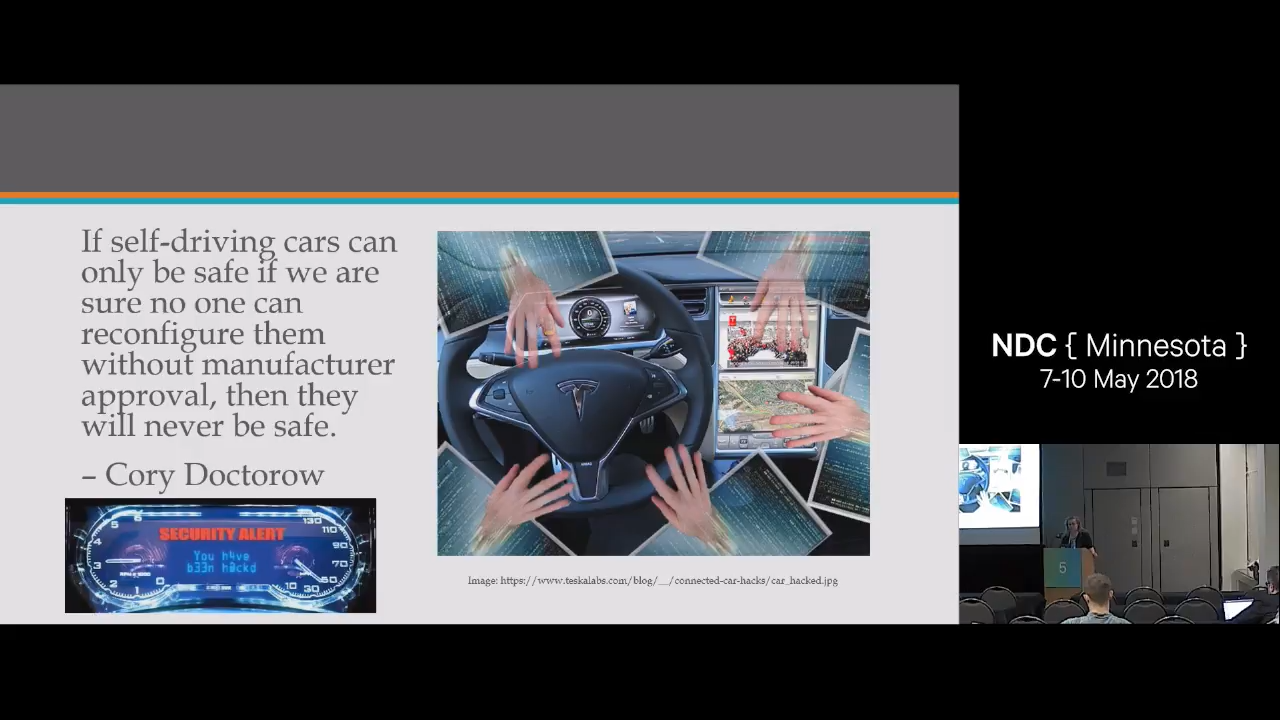 If self-driving cars can
only be safe if we are
sure no one can
reconfigure them
without manufacturer
approval, then they
will never be safe.
– Cory Doctorow
SECURITY ALERT
You h4ve
b33n h@ckd
Image: https://www.teskalabs.com/blog/__/connected-car-hacks/car_hacked.jpg
NDC { Minnesota }
7-10 May 2018
5